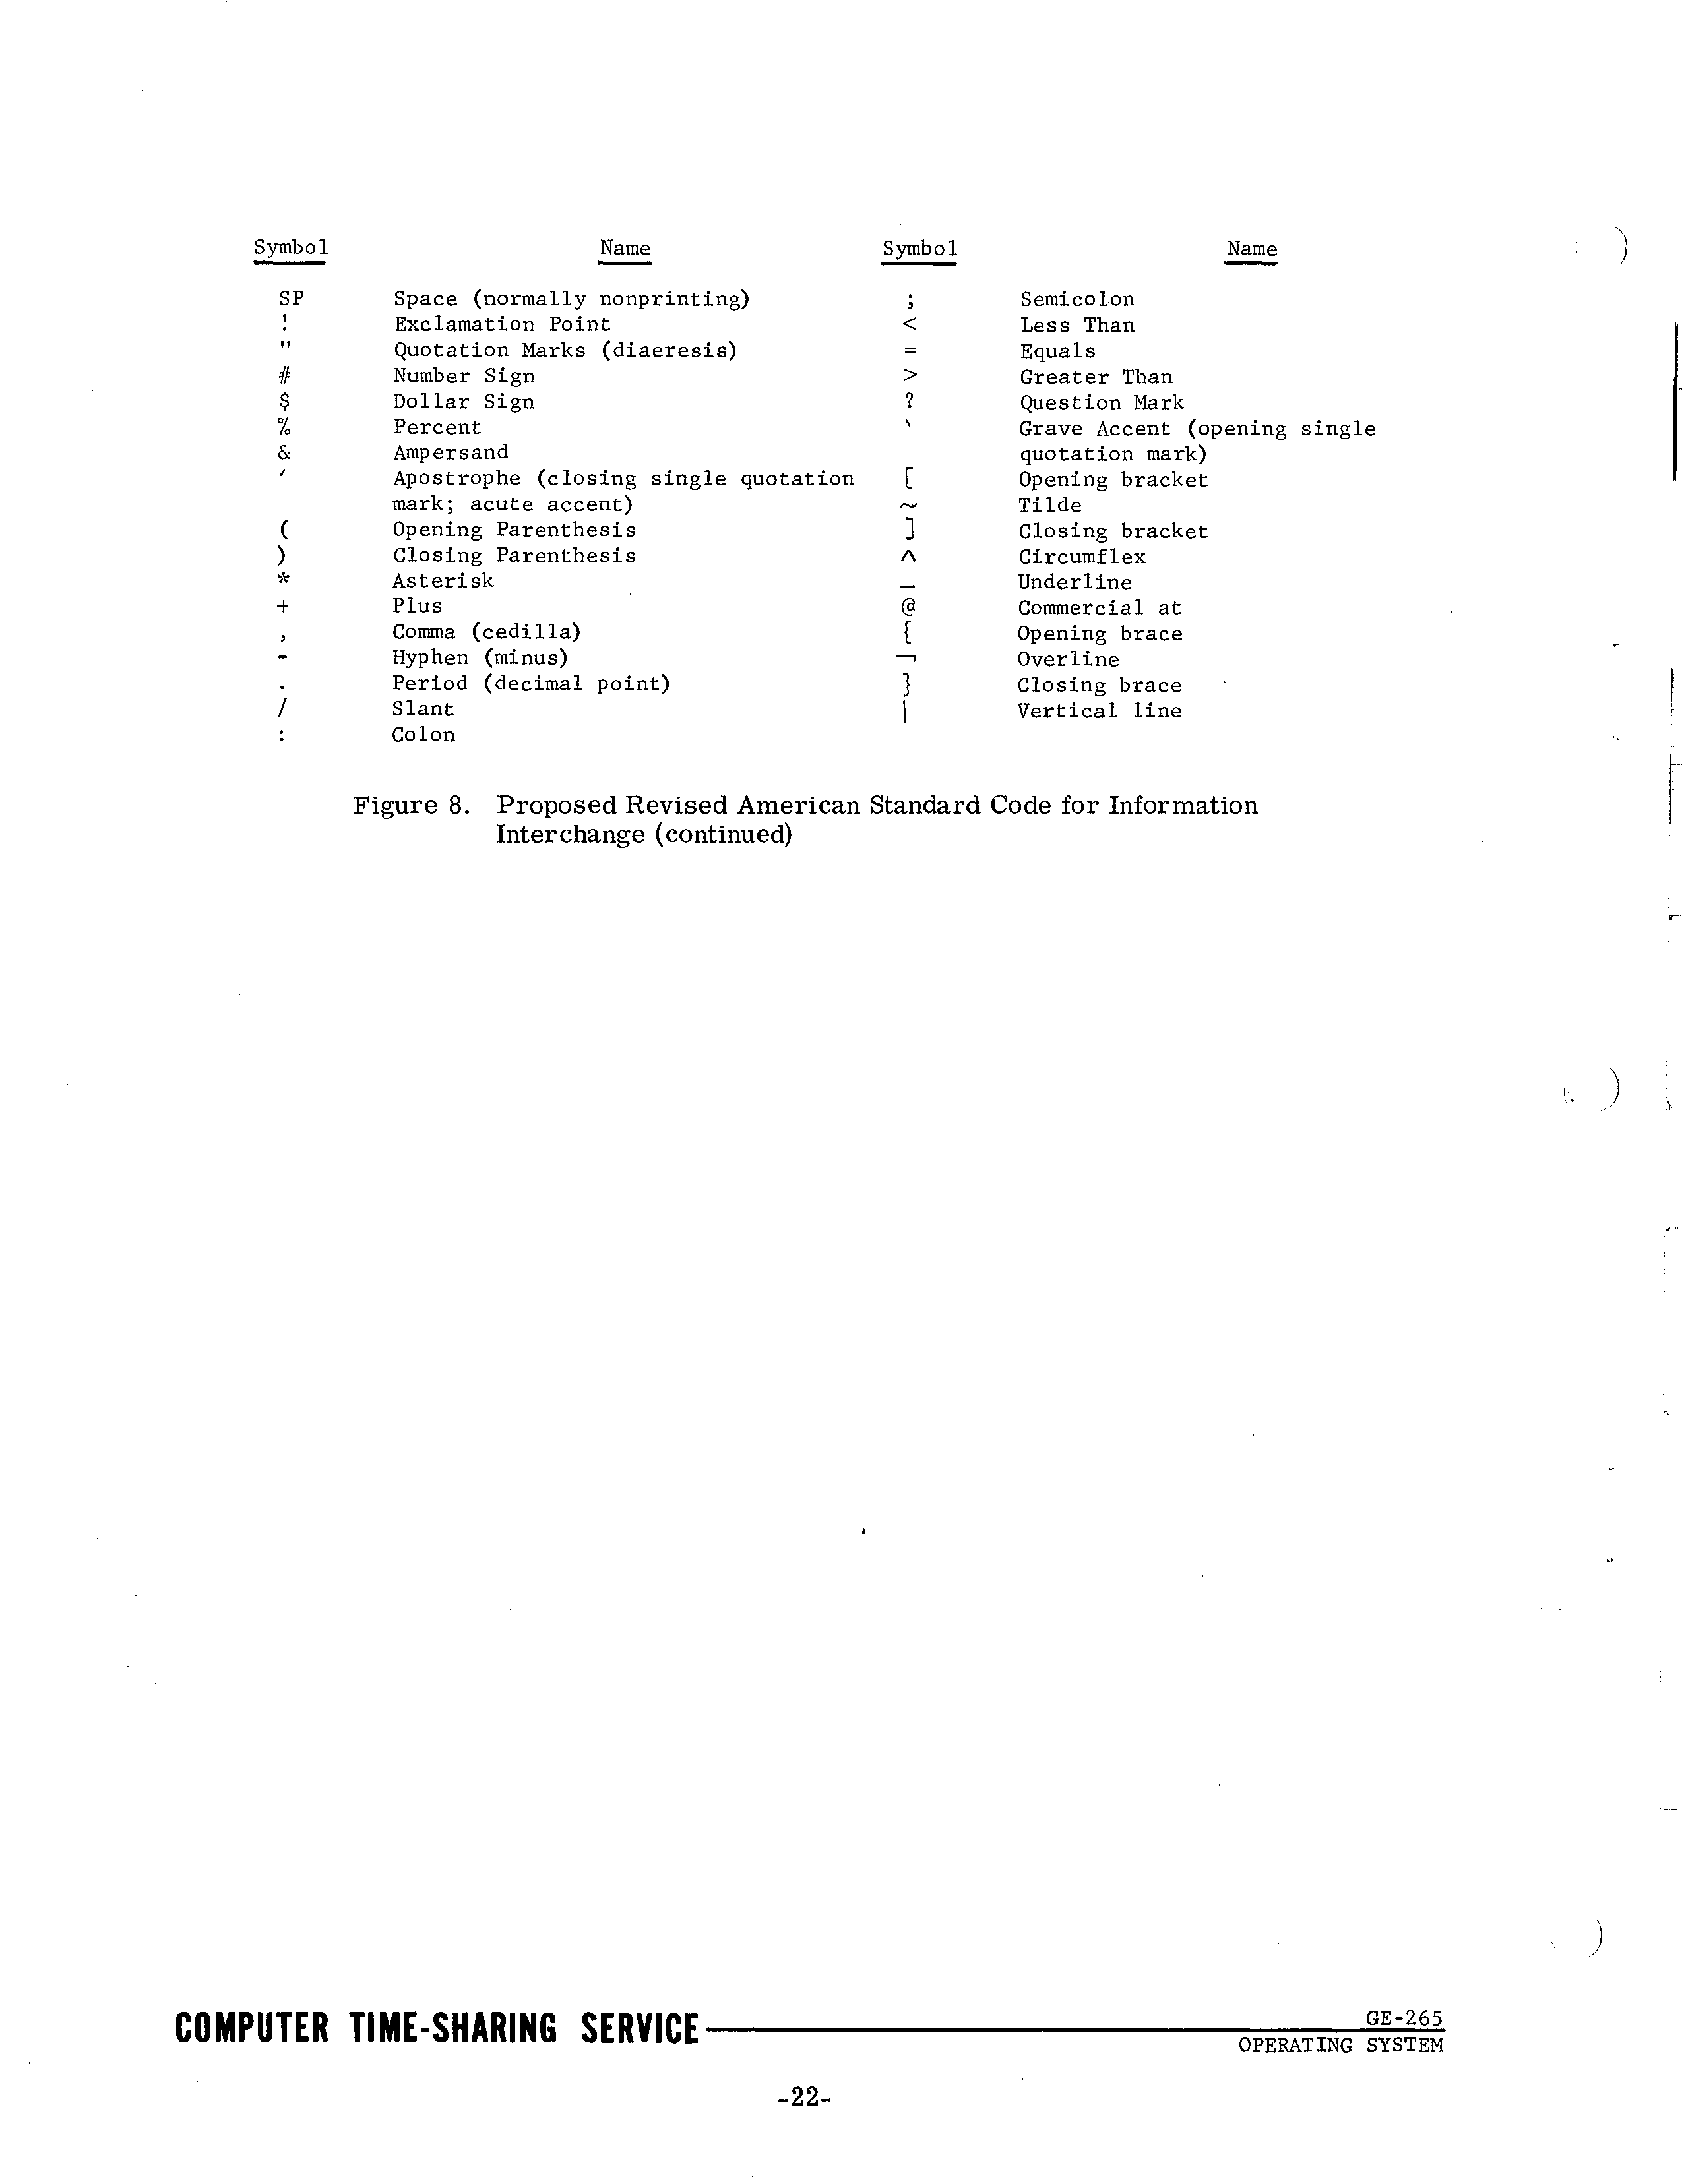 Symbol Name Symbol Name
SP Space (normally nonprinting) ; Semicolon
! Exclamation Point < Less Than
" Quotation Marks (diaeresis) = Equals
# Number Sign > Greater Than
$ Dollar Sign ? Question Mark
% Percent ` Grave Accent (opening single
& Ampersand quotation mark)
' Apostrophe (closing single quotation [ Opening bracket
mark; acute accent) ~ Tilde
( Opening Parenthesis ] Closing bracket
) Closing Parenthesis ^ Circumflex
* Asterisk _ Underline
+ Plus @ Commercial at
, Comma (cedilla) { Opening brace
- Hyphen (minus) ¬ Overline
. Period (decimal point) } Closing brace
/ Slant | Vertical line
: Colon
Figure 8. Proposed Revised American Standard Code for Information
Interchange (continued)
COMPUTER TIME-SHARING SERVICE GE-265
OPERATING SYSTEM
-22-